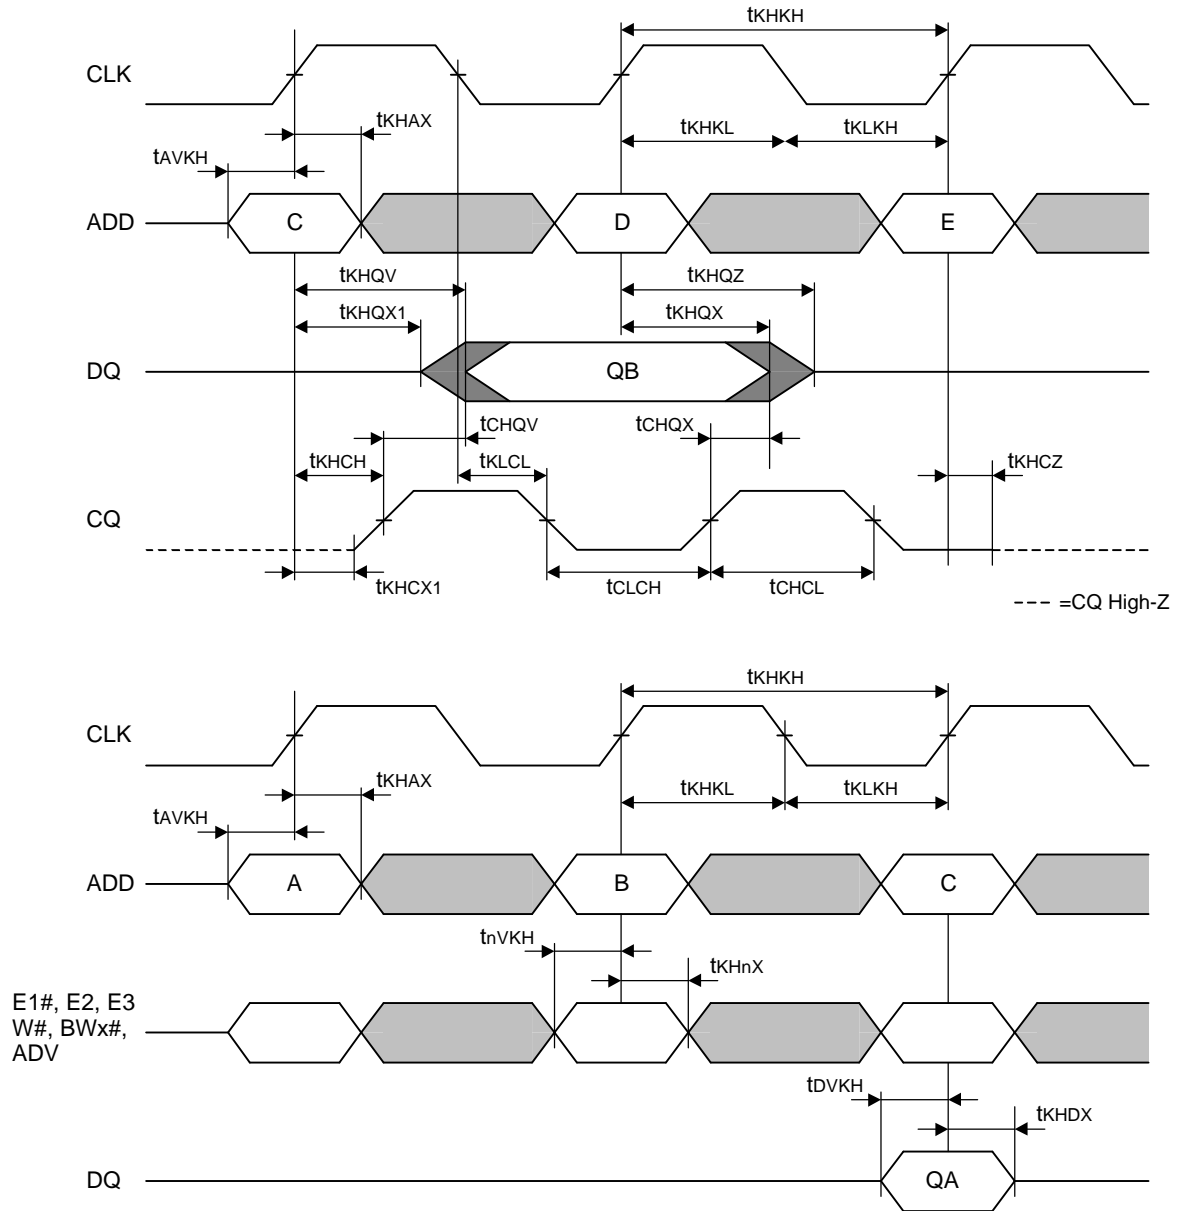 tKHKH
CLK
tKHAX
tKHKL
tKLKH
tAVKH
ADD
C
D
E
tKHQV
tKHQZ
tKHQX1
tKHQX
DQ
QB
tCHQV
tCHQX
tKHCH
tKLCL
tKHCZ
CQ
tKHCX1
tCLCH
tCHCL
---- =CQ High-Z
tKHKH
CLK
tKHAX
tKHKL
tKLKH
tAVKH
ADD
A
B
C
tnVKH
tKHnX
E1#, E2, E3
W#, BWx#,
ADV
tDVKH
tKHDX
DQ
QA